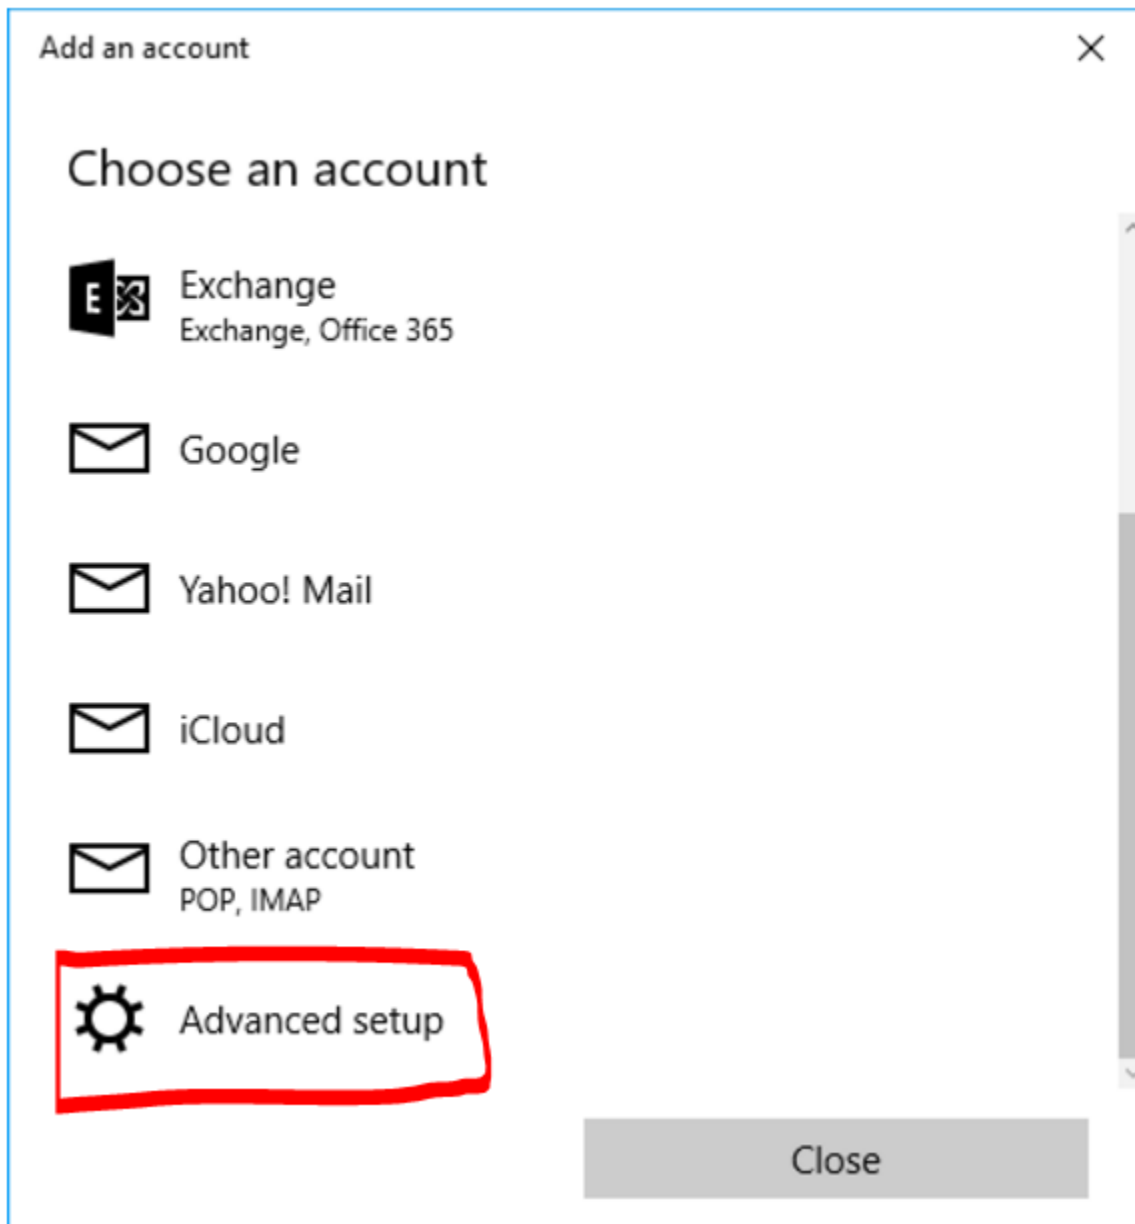 Add an account
Choose an account
E
Exchange
Exchange, Office 365
Google
Yahoo! Mail
iCloud
Other account
POP, IMAP
Advanced setup
Close